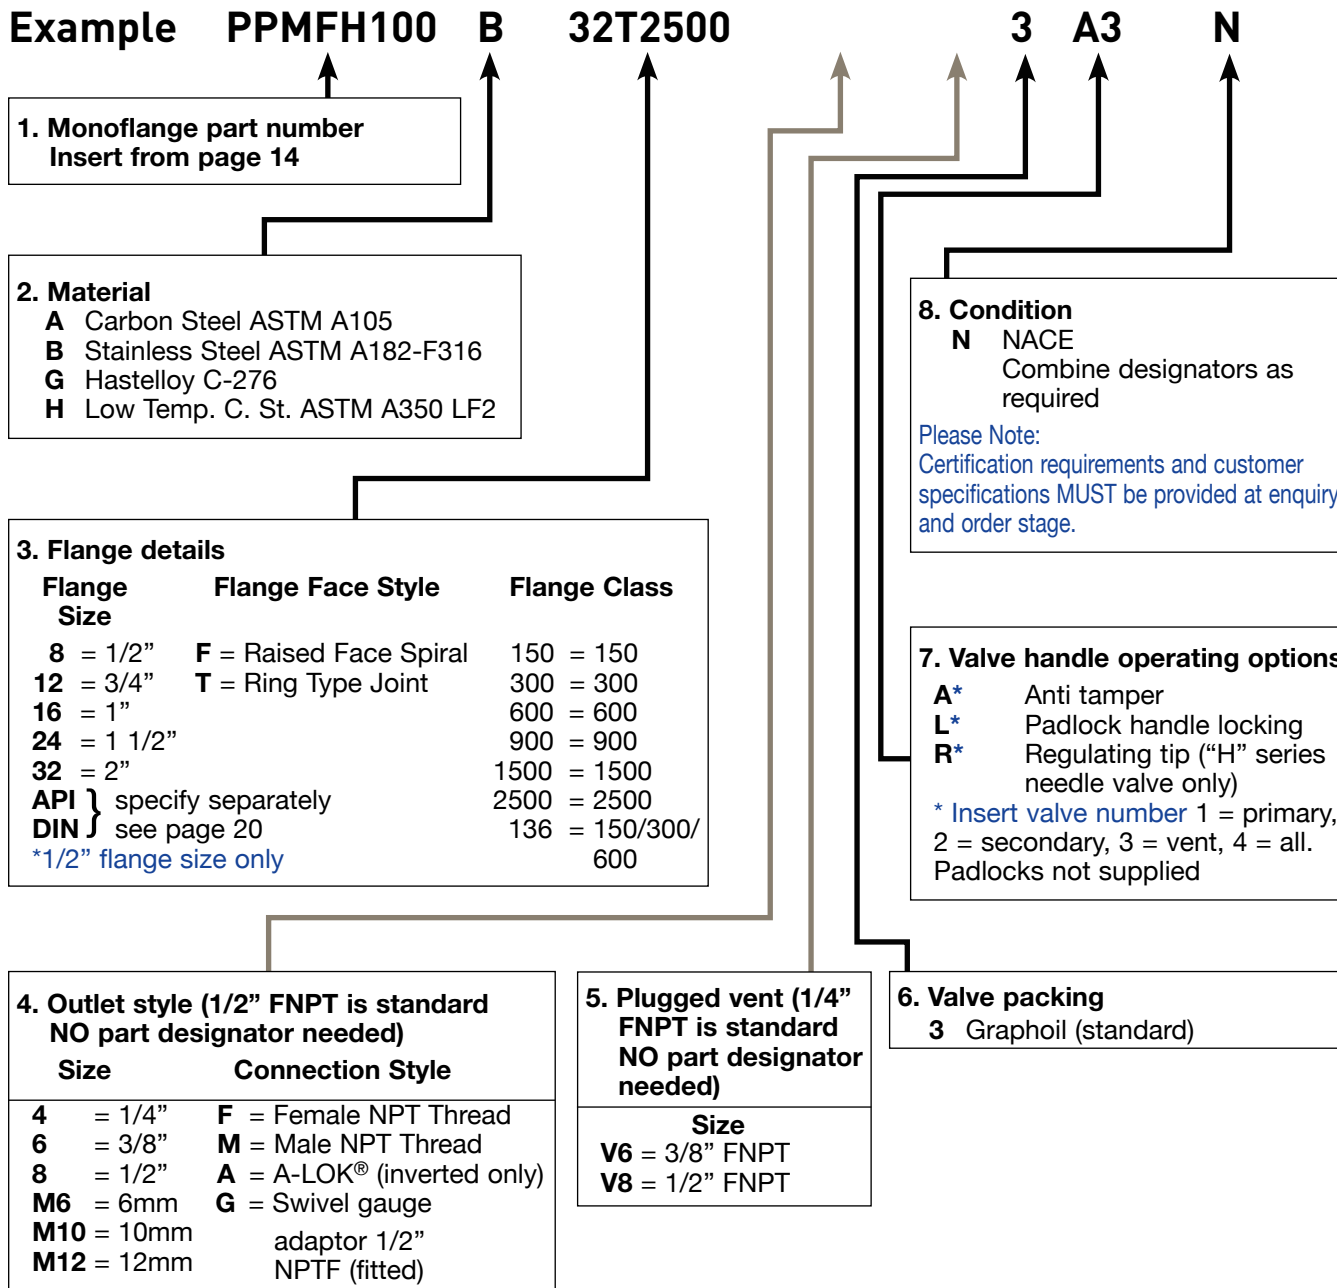 Example PPMFH100 B 32T2500 3 A3 N
1. Monoflange part number
Insert from page 14
2. Material
A Carbon Steel ASTM A105
B Stainless Steel ASTM A182-F316
G Hastelloy C-276
H Low Temp. C. St. ASTM A350 LF2
8. Condition
N NACE
Combine designators as
required
Please Note:
Certification requirements and customer
specifications MUST be provided at enquiry
and order stage.
3. Flange details
Flange Size Flange Face Style Flange Class
8 = 1/2” F = Raised Face Spiral 150 = 150
12 = 3/4” T = Ring Type Joint 300 = 300
16 = 1” 600 = 600
24 = 1 1/2” 900 = 900
32 = 2” 1500 = 1500
API } specify separately 2500 = 2500
DIN } see page 20 136 = 150/300/
*1/2” flange size only 600
7. Valve handle operating options
A* Anti tamper
L* Padlock handle locking
R* Regulating tip (“H” series
needle valve only)
* Insert valve number 1 = primary,
2 = secondary, 3 = vent, 4 = all.
Padlocks not supplied
4. Outlet style (1/2” FNPT is standard
NO part designator needed)
Size Connection Style
4 = 1/4” F = Female NPT Thread
6 = 3/8” M = Male NPT Thread
8 = 1/2” A = A-LOK® (inverted only)
M6 = 6mm G = Swivel gauge
M10 = 10mm adaptor 1/2”
M12 = 12mm NPTF (fitted)
5. Plugged vent (1/4”
FNPT is standard
NO part designator
needed)
Size
V6 = 3/8” FNPT
V8 = 1/2” FNPT
6. Valve packing
3 Graphoil (standard)